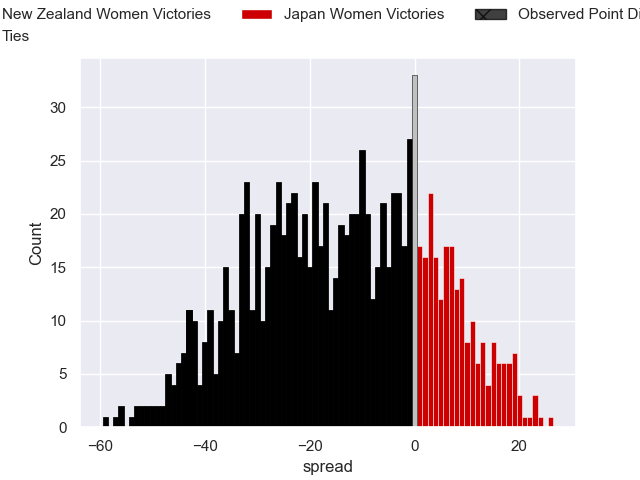 New Zealand Women Victories Japan Women Victories Observed Point Di
Ties
30
25
20
15
10
5
0
Count
−60 −40 −20 0 20
spread